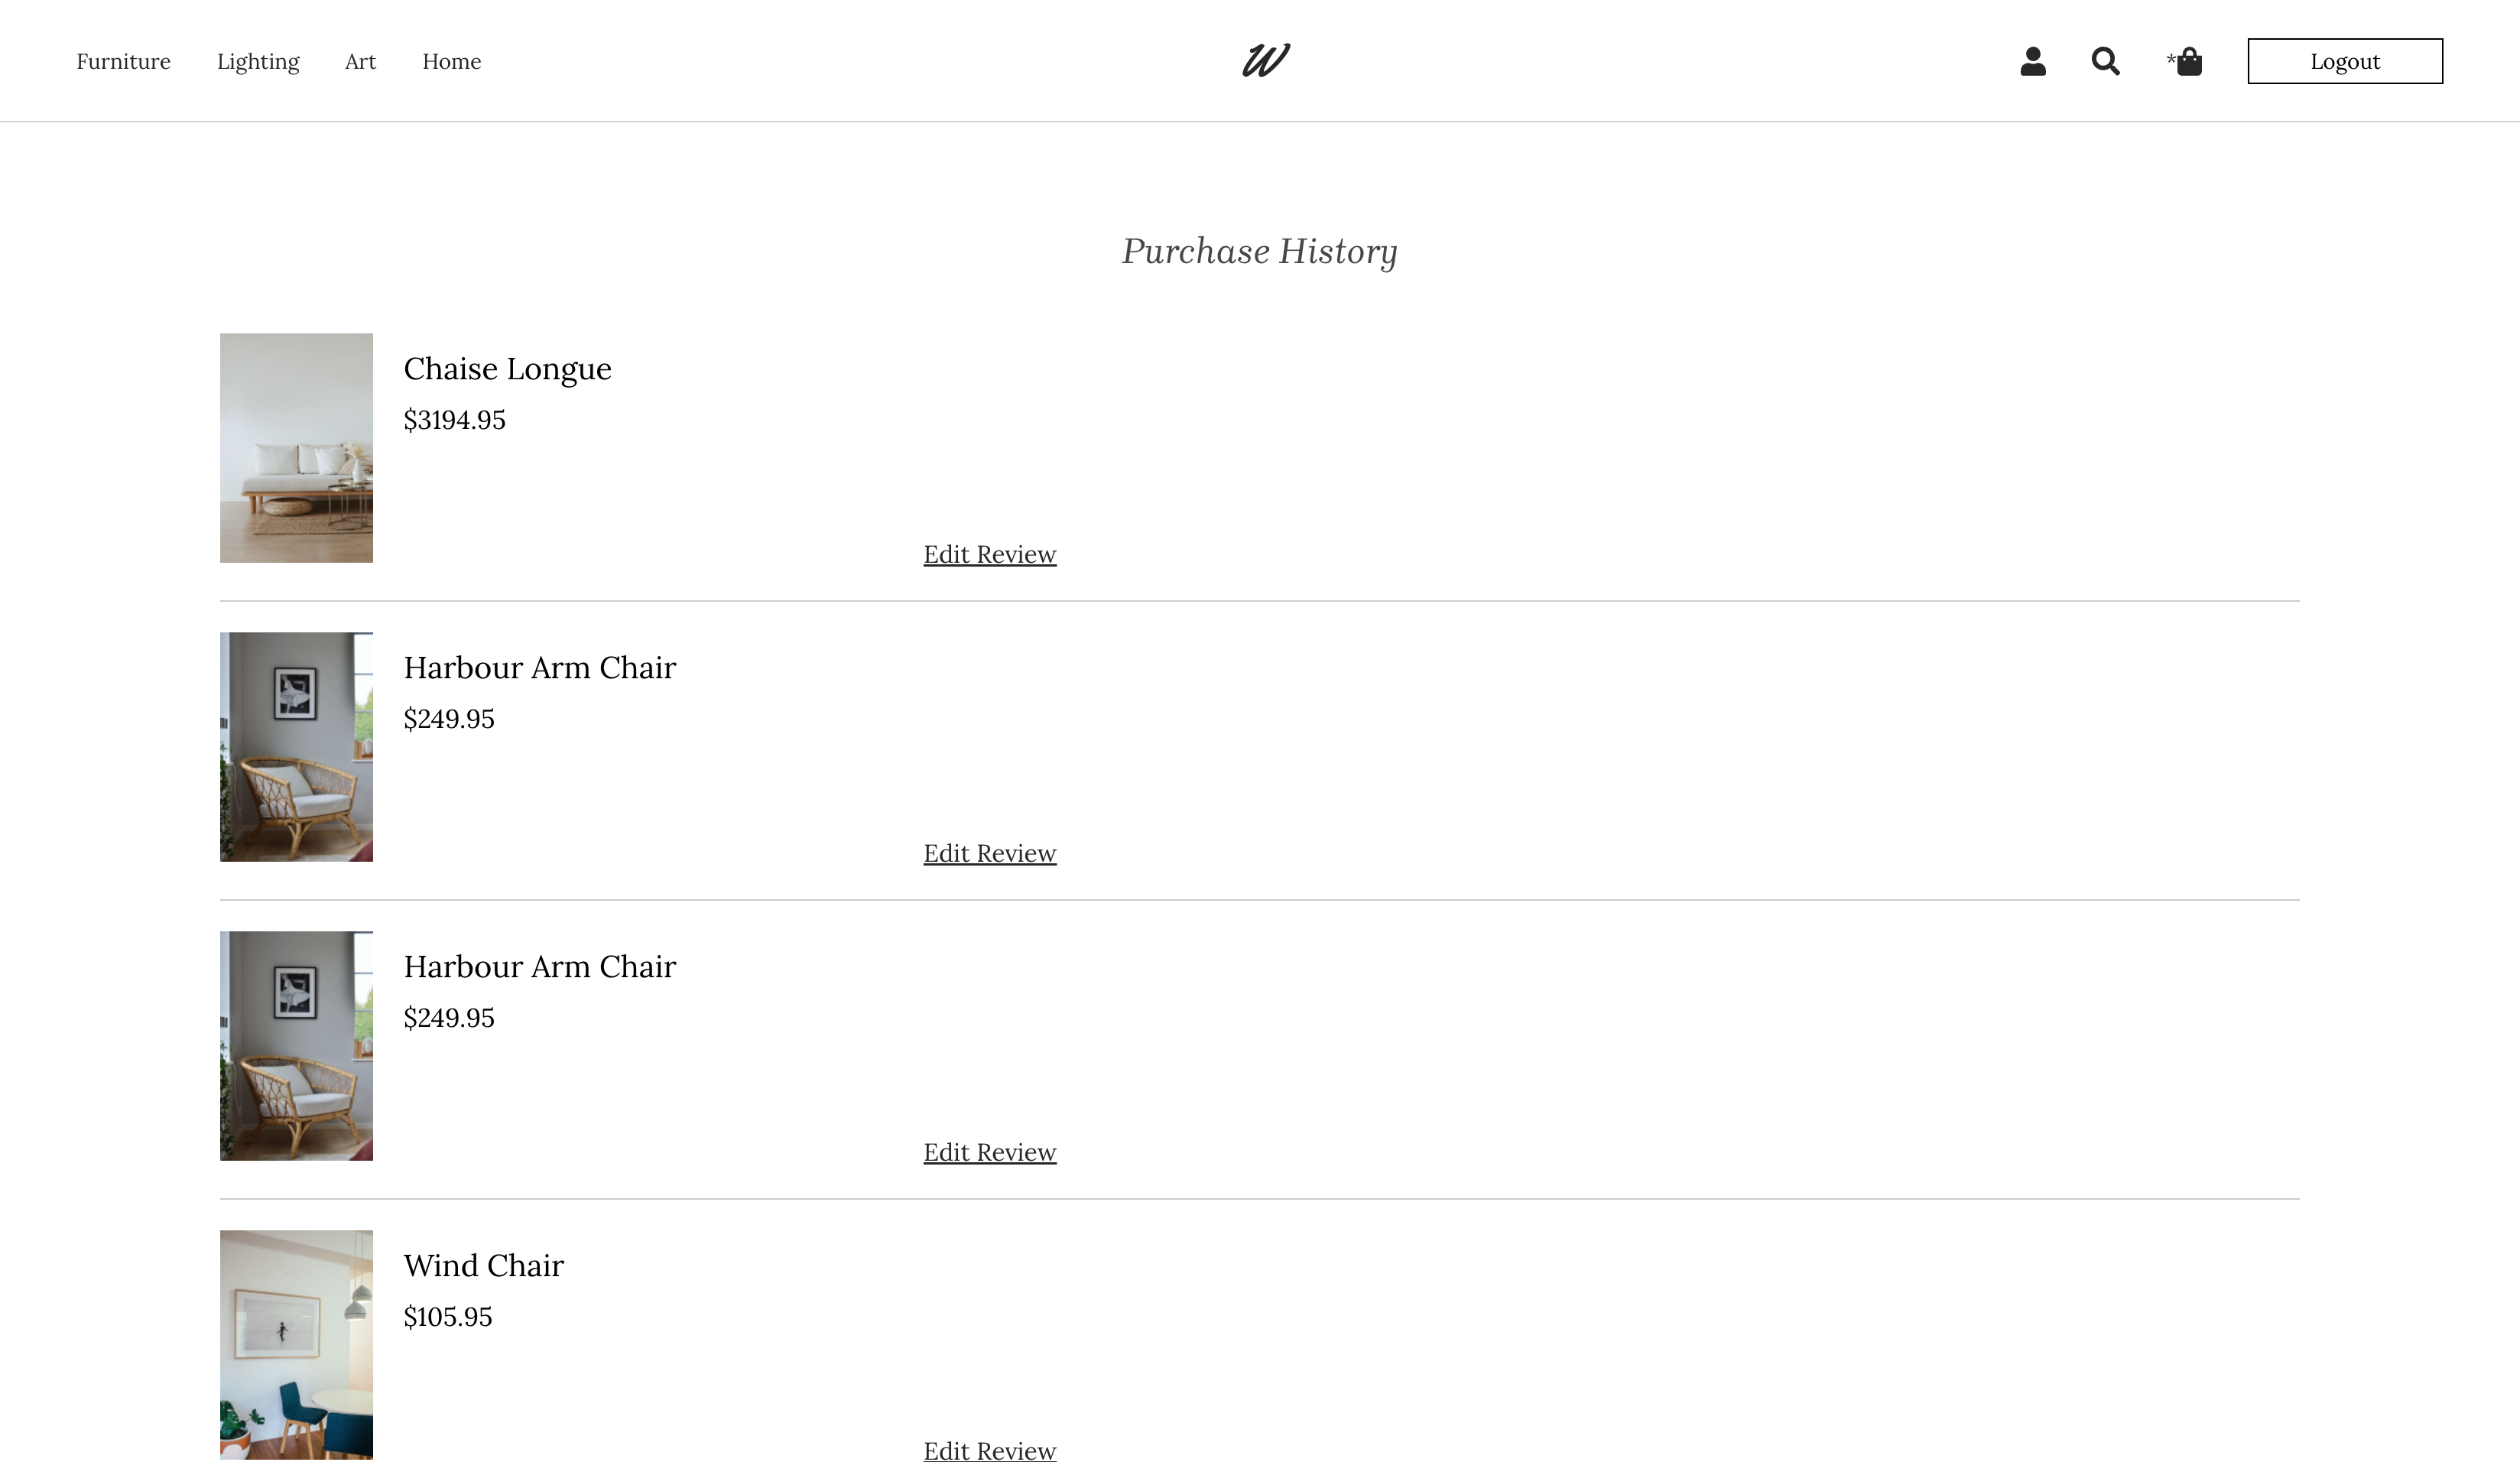 Furniture Lighting Art Home W * Logout
Purchase History
Chaise Longue
$3194.95
Edit Review
Harbour Arm Chair
$249.95
Edit Review
Harbour Arm Chair
$249.95
Edit Review
Wind Chair
$105.95
Edit Review